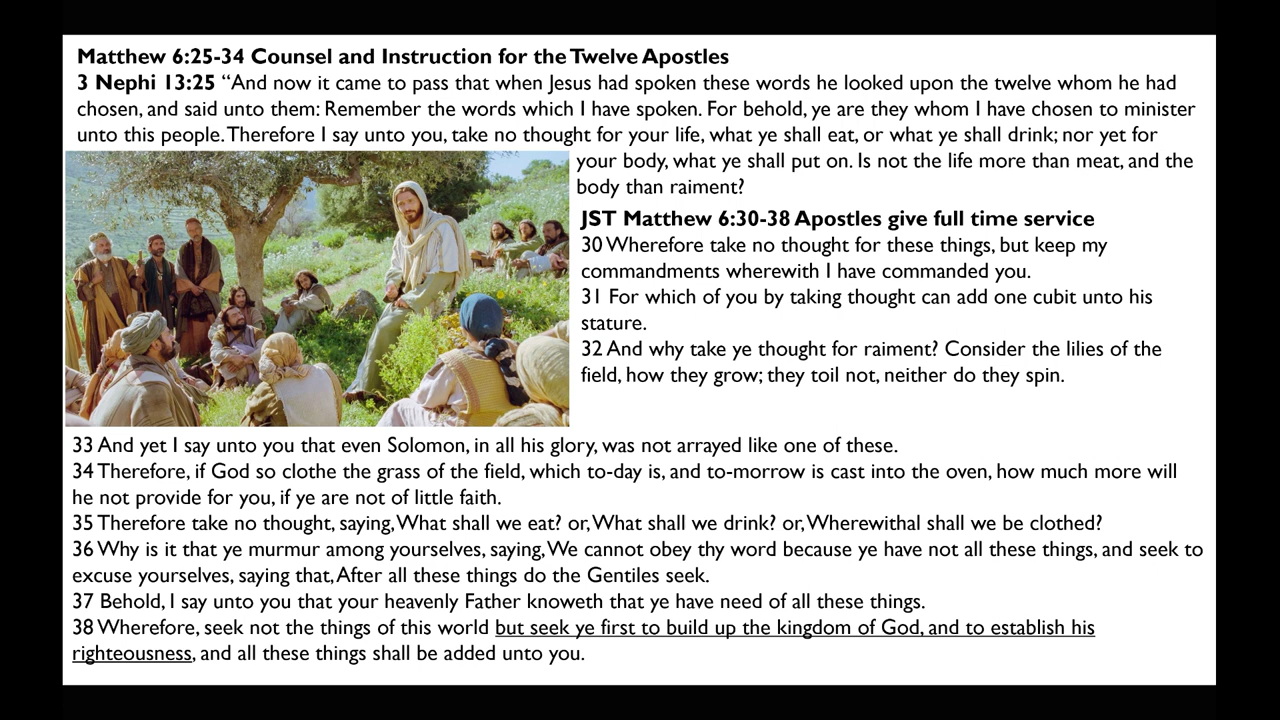 Matthew 6:25-34 Counsel and Instruction for the Twelve Apostles
3 Nephi 13:25 “And now it came to pass that when Jesus had spoken these words he looked upon the twelve whom he had
chosen, and said unto them: Remember the words which I have spoken. For behold, ye are they whom I have chosen to minister
unto this people. Therefore I say unto you, take no thought for your life, what ye shall eat, or what ye shall drink; nor yet for
your body, what ye shall put on. Is not the life more than meat, and the
body than raiment?
JST Matthew 6:30-38 Apostles give full time service
30 Wherefore take no thought for these things, but keep my
commandments wherewith I have commanded you.
31 For which of you by taking thought can add one cubit unto his
stature.
32 And why take ye thought for raiment? Consider the lilies of the
field, how they grow; they toil not, neither do they spin.
33 And yet I say unto you that even Solomon, in all his glory, was not arrayed like one of these.
34 Therefore, if God so clothe the grass of the field, which to-day is, and to-morrow is cast into the oven, how much more will
he not provide for you, if ye are not of little faith.
35 Therefore take no thought, saying, What shall we eat? or, What shall we drink? or, Wherewithal shall we be clothed?
36 Why is it that ye murmur among yourselves, saying, We cannot obey thy word because ye have not all these things, and seek to
excuse yourselves, saying that, After all these things do the Gentiles seek.
37 Behold, I say unto you that your heavenly Father knoweth that ye have need of all these things.
38 Wherefore, seek not the things of this world but seek ye first to build up the kingdom of God, and to establish his
righteousness, and all these things shall be added unto you.